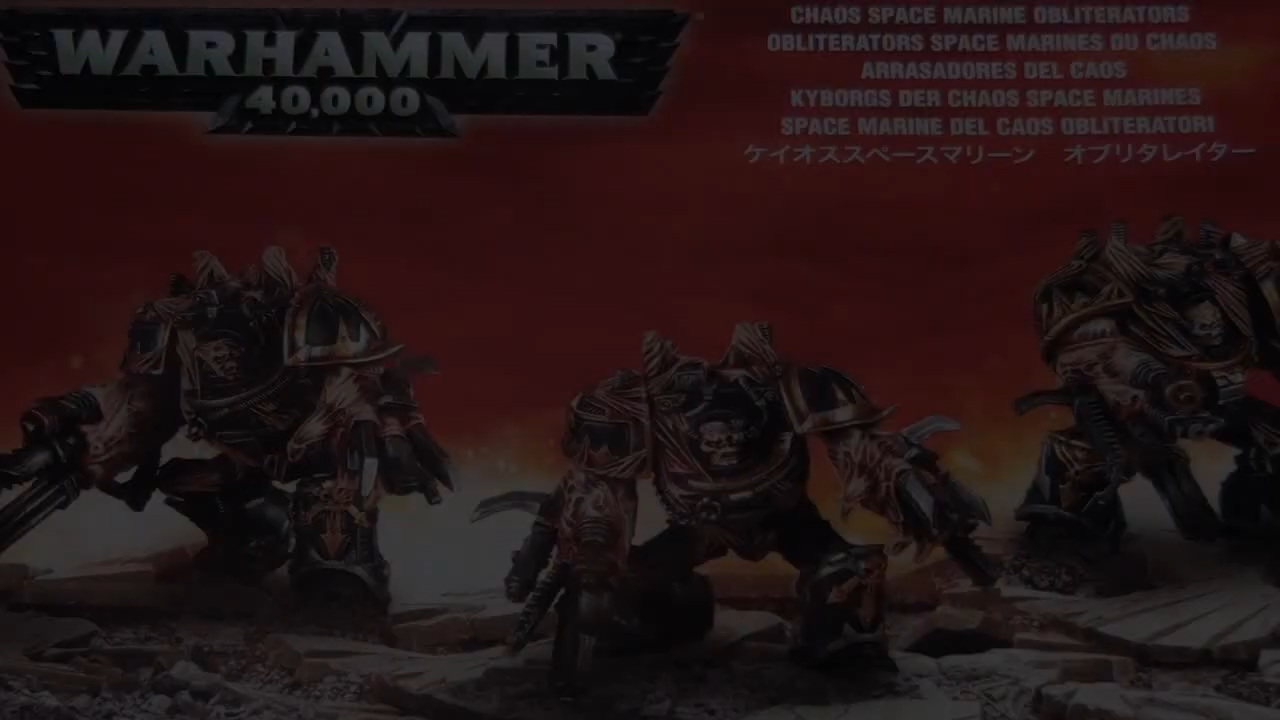 WARHAMMER
40,000
CHAOS SPACE MARINE OBLITERATORS
OBLITERATORS SPACE MARINES DU CHAOS
ARRASADORES DEL CAOS
KYBORGS DER CHAOS SPACE MARINES
SPACE MARINE DEL CAOS OBLITERATORI
ケイオススペースマリーン　オブリタレイター